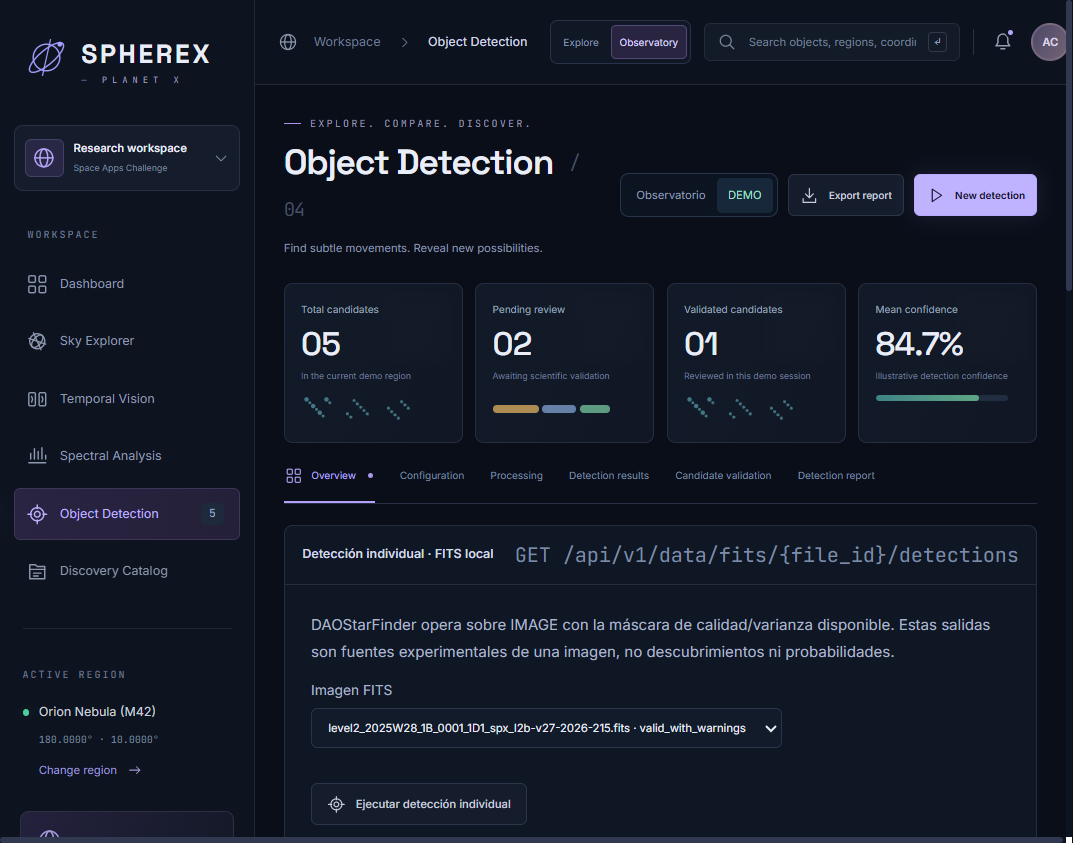 SPHEREX
— PLANET X
Research workspace
Space Apps Challenge
WORKSPACE
Dashboard
Sky Explorer
Temporal Vision
Spectral Analysis
Object Detection 5
Discovery Catalog
ACTIVE REGION
Orion Nebula (M42)
180.0000° · 10.0000°
Change region →
Workspace > Object Detection
Explore Observatory
Search objects, regions, coordi
AC
EXPLORE. COMPARE. DISCOVER.
Object Detection /
04
Find subtle movements. Reveal new possibilities.
Observatorio DEMO
Export report
New detection
Total candidates
05
In the current demo region
Pending review
02
Awaiting scientific validation
Validated candidates
01
Reviewed in this demo session
Mean confidence
84.7%
Illustrative detection confidence
Overview Configuration Processing Detection results Candidate validation Detection report
Detección individual · FITS local GET /api/v1/data/fits/{file_id}/detections
DAOStarFinder opera sobre IMAGE con la máscara de calidad/varianza disponible. Estas salidas
son fuentes experimentales de una imagen, no descubrimientos ni probabilidades.
Imagen FITS
level2_2025W28_1B_0001_1D1_spx_l2b-v27-2026-215.fits · valid_with_warnings
Ejecutar detección individual